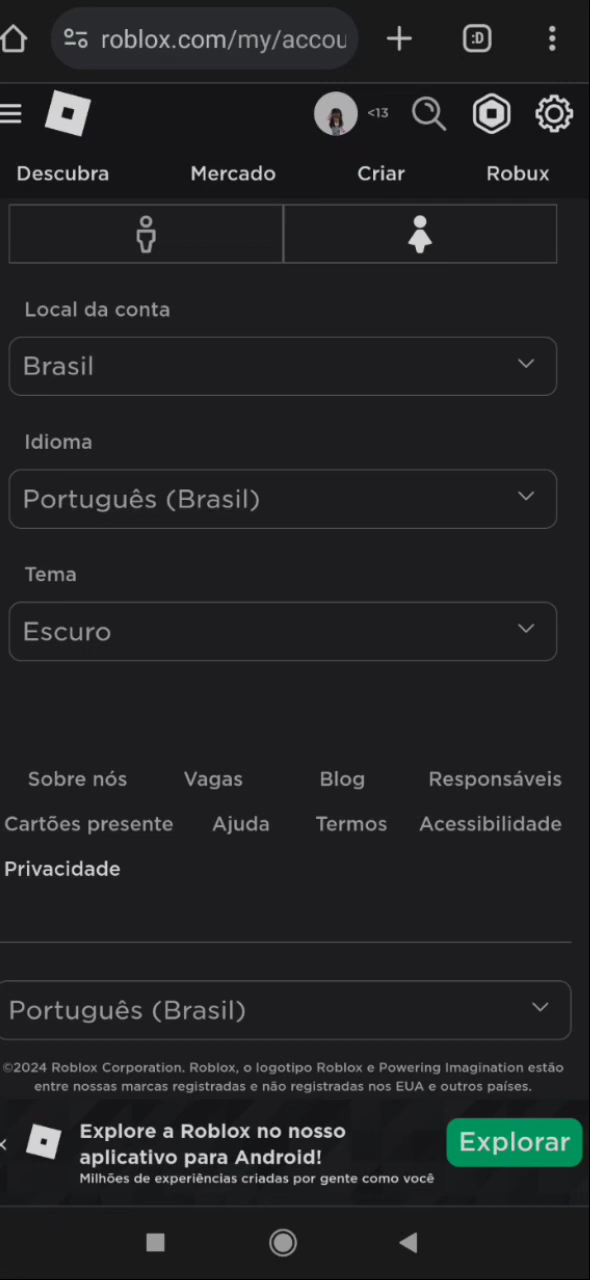 roblox.com/my/accou
:D
<13
Descubra Mercado Criar Robux
Local da conta
Brasil
Idioma
Português (Brasil)
Tema
Escuro
Sobre nós Vagas Blog Responsáveis
Cartões presente Ajuda Termos Acessibilidade
Privacidade
Português (Brasil)
©2024 Roblox Corporation. Roblox, o logotipo Roblox e Powering Imagination estão
entre nossas marcas registradas e não registradas nos EUA e outros países.
Explore a Roblox no nosso
aplicativo para Android!
Milhões de experiências criadas por gente como você
Explorar